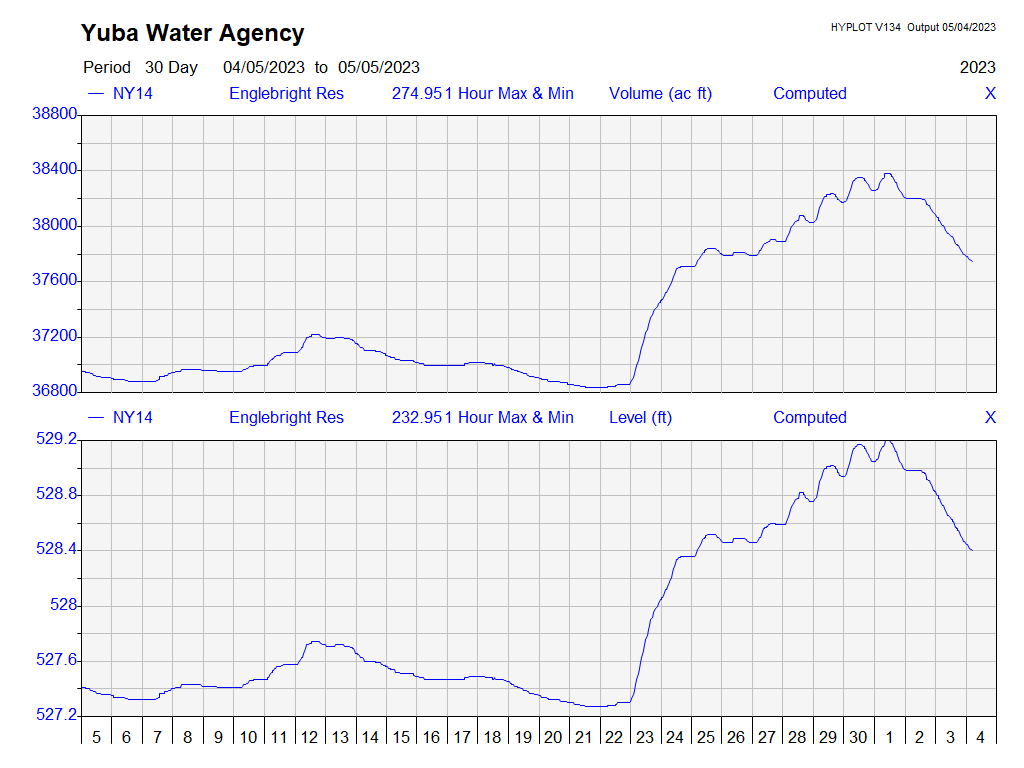 Yuba Water Agency
HYPLOT V134 Output 05/04/2023
Period 30 Day 04/05/2023 to 05/05/2023 2023
NY14 Englebright Res 274.951 Hour Max & Min Volume (ac ft) Computed X
38800
38400
38000
37600
37200
36800
NY14 Englebright Res 232.951 Hour Max & Min Level (ft) Computed X
529.2
528.8
528.4
528
527.6
527.2
5 6 7 8 9 10 11 12 13 14 15 16 17 18 19 20 21 22 23 24 25 26 27 28 29 30 1 2 3 4